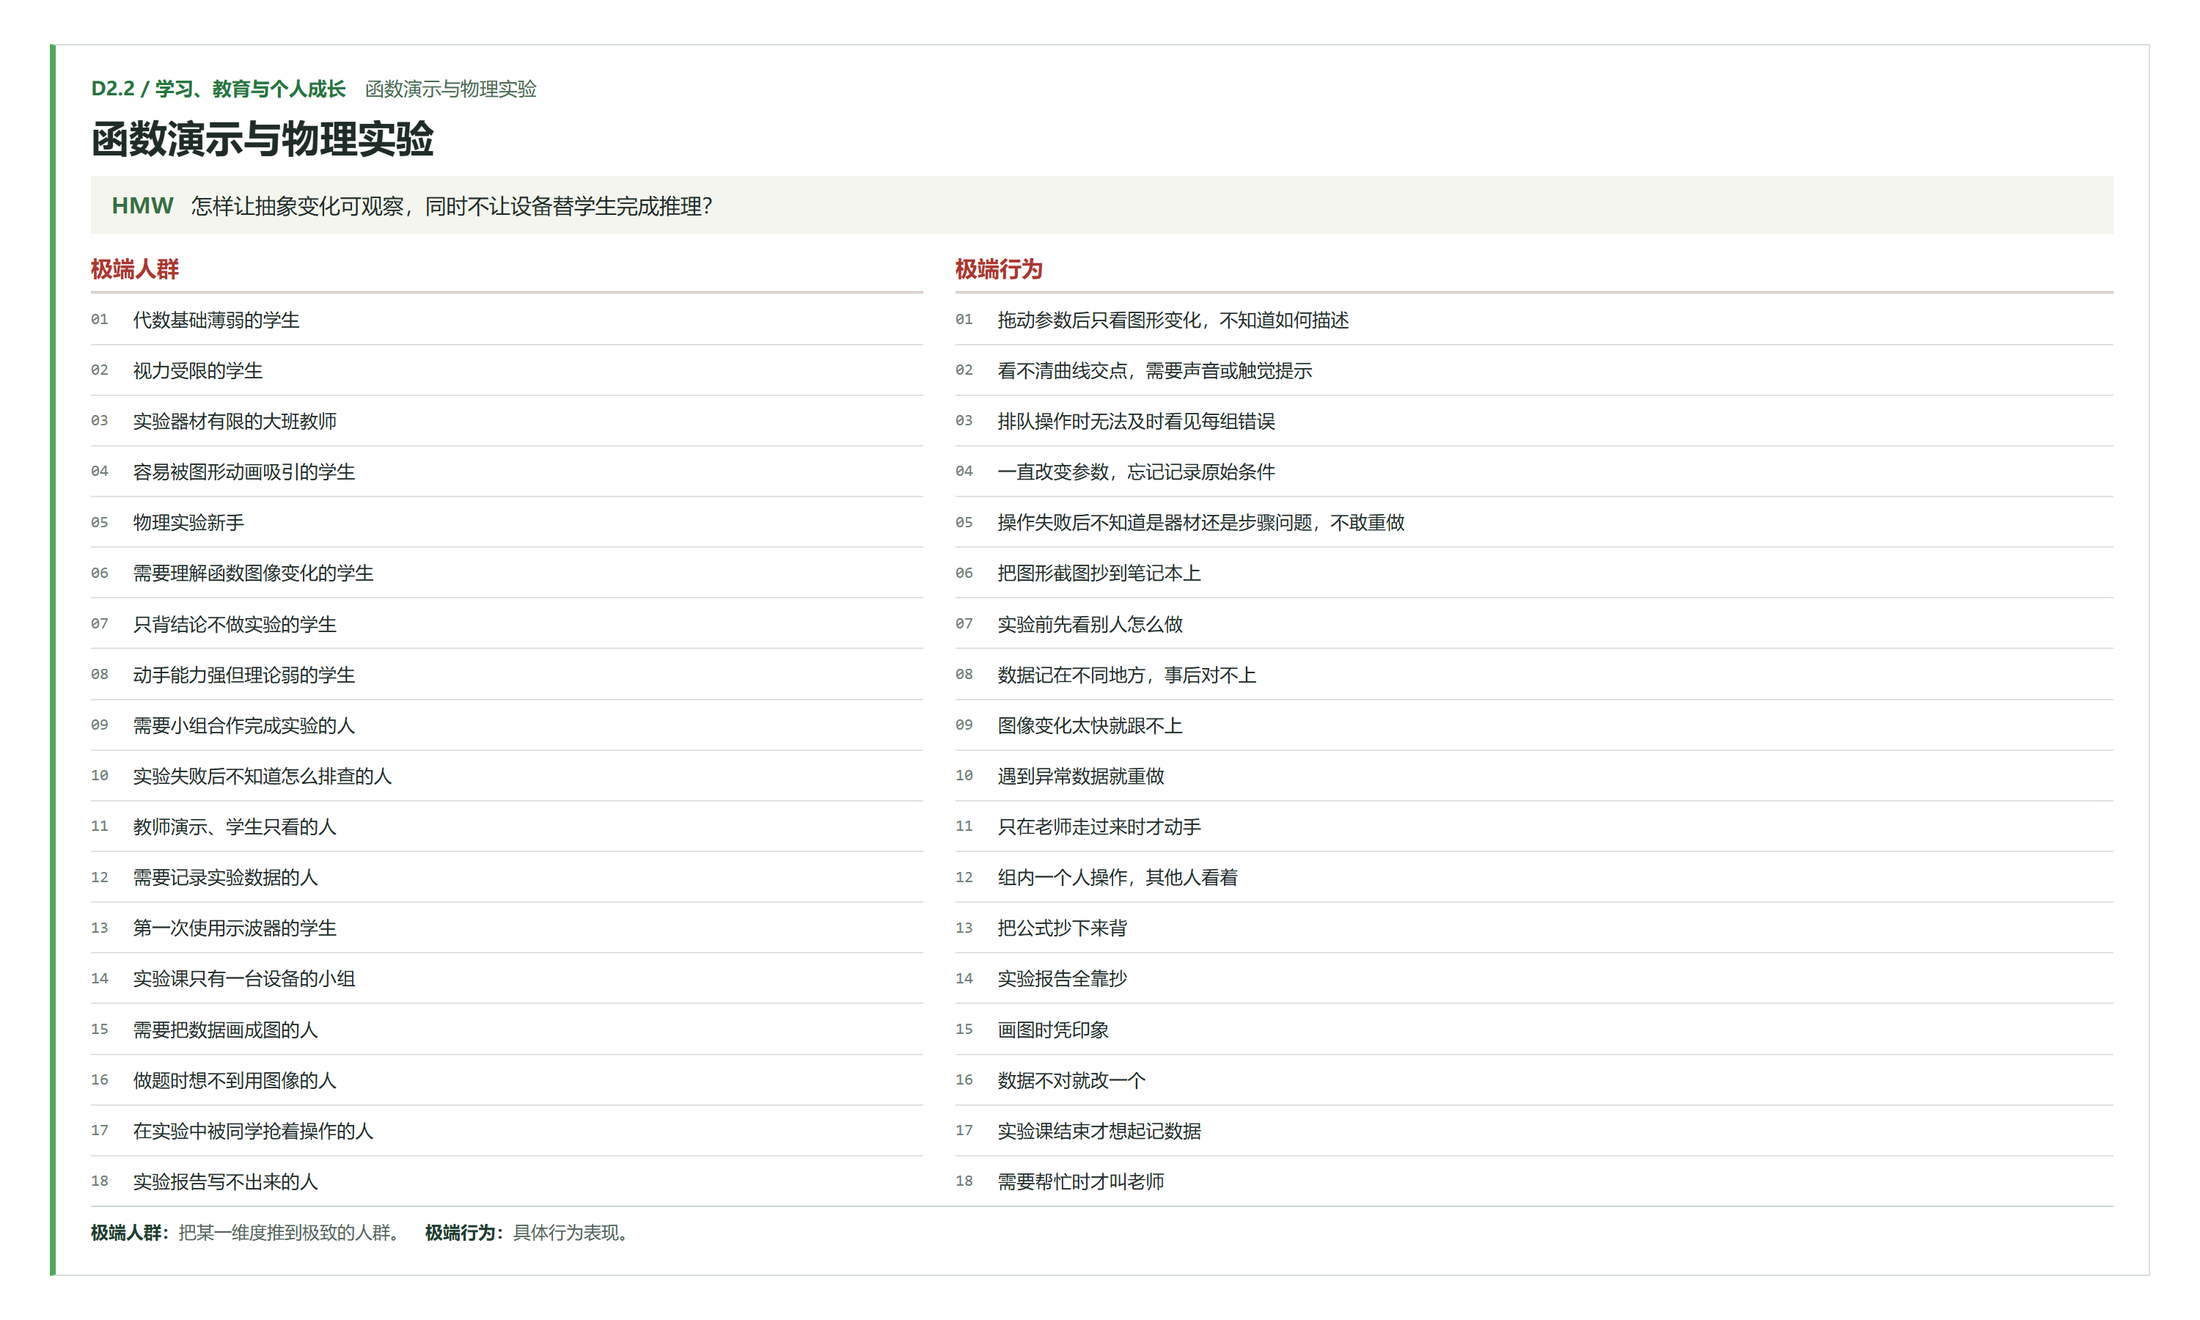 D2.2 / 学习、教育与个人成长 函数演示与物理实验
函数演示与物理实验
HMW 怎样让抽象变化可观察，同时不让设备替学生完成推理？
极端人群
01 代数基础薄弱的学生
02 视力受限的学生
03 实验器材有限的大班教师
04 容易被图形动画吸引的学生
05 物理实验新手
06 需要理解函数图像变化的学生
07 只背结论不做实验的学生
08 动手能力强但理论弱的学生
09 需要小组合作完成实验的人
10 实验失败后不知道怎么排查的人
11 教师演示、学生只看的人
12 需要记录实验数据的人
13 第一次使用示波器的学生
14 实验课只有一台设备的小组
15 需要把数据画成图的人
16 做题时想不到用图像的人
17 在实验中被同学抢着操作的人
18 实验报告写不出来的人
极端行为
01 拖动参数后只看图形变化，不知道如何描述
02 看不清曲线交点，需要声音或触觉提示
03 排队操作时无法及时看见每组错误
04 一直改变参数，忘记记录原始条件
05 操作失败后不知道是器材还是步骤问题，不敢重做
06 把图形截图抄到笔记本上
07 实验前先看别人怎么做
08 数据记在不同地方，事后对不上
09 图像变化太快就跟不上
10 遇到异常数据就重做
11 只在老师走过来时才动手
12 组内一个人操作，其他人看着
13 把公式抄下来背
14 实验报告全靠抄
15 画图时凭印象
16 数据不对就改一个
17 实验课结束才想起记数据
18 需要帮忙时才叫老师
极端人群：把某一维度推到极致的人群。 极端行为：具体行为表现。